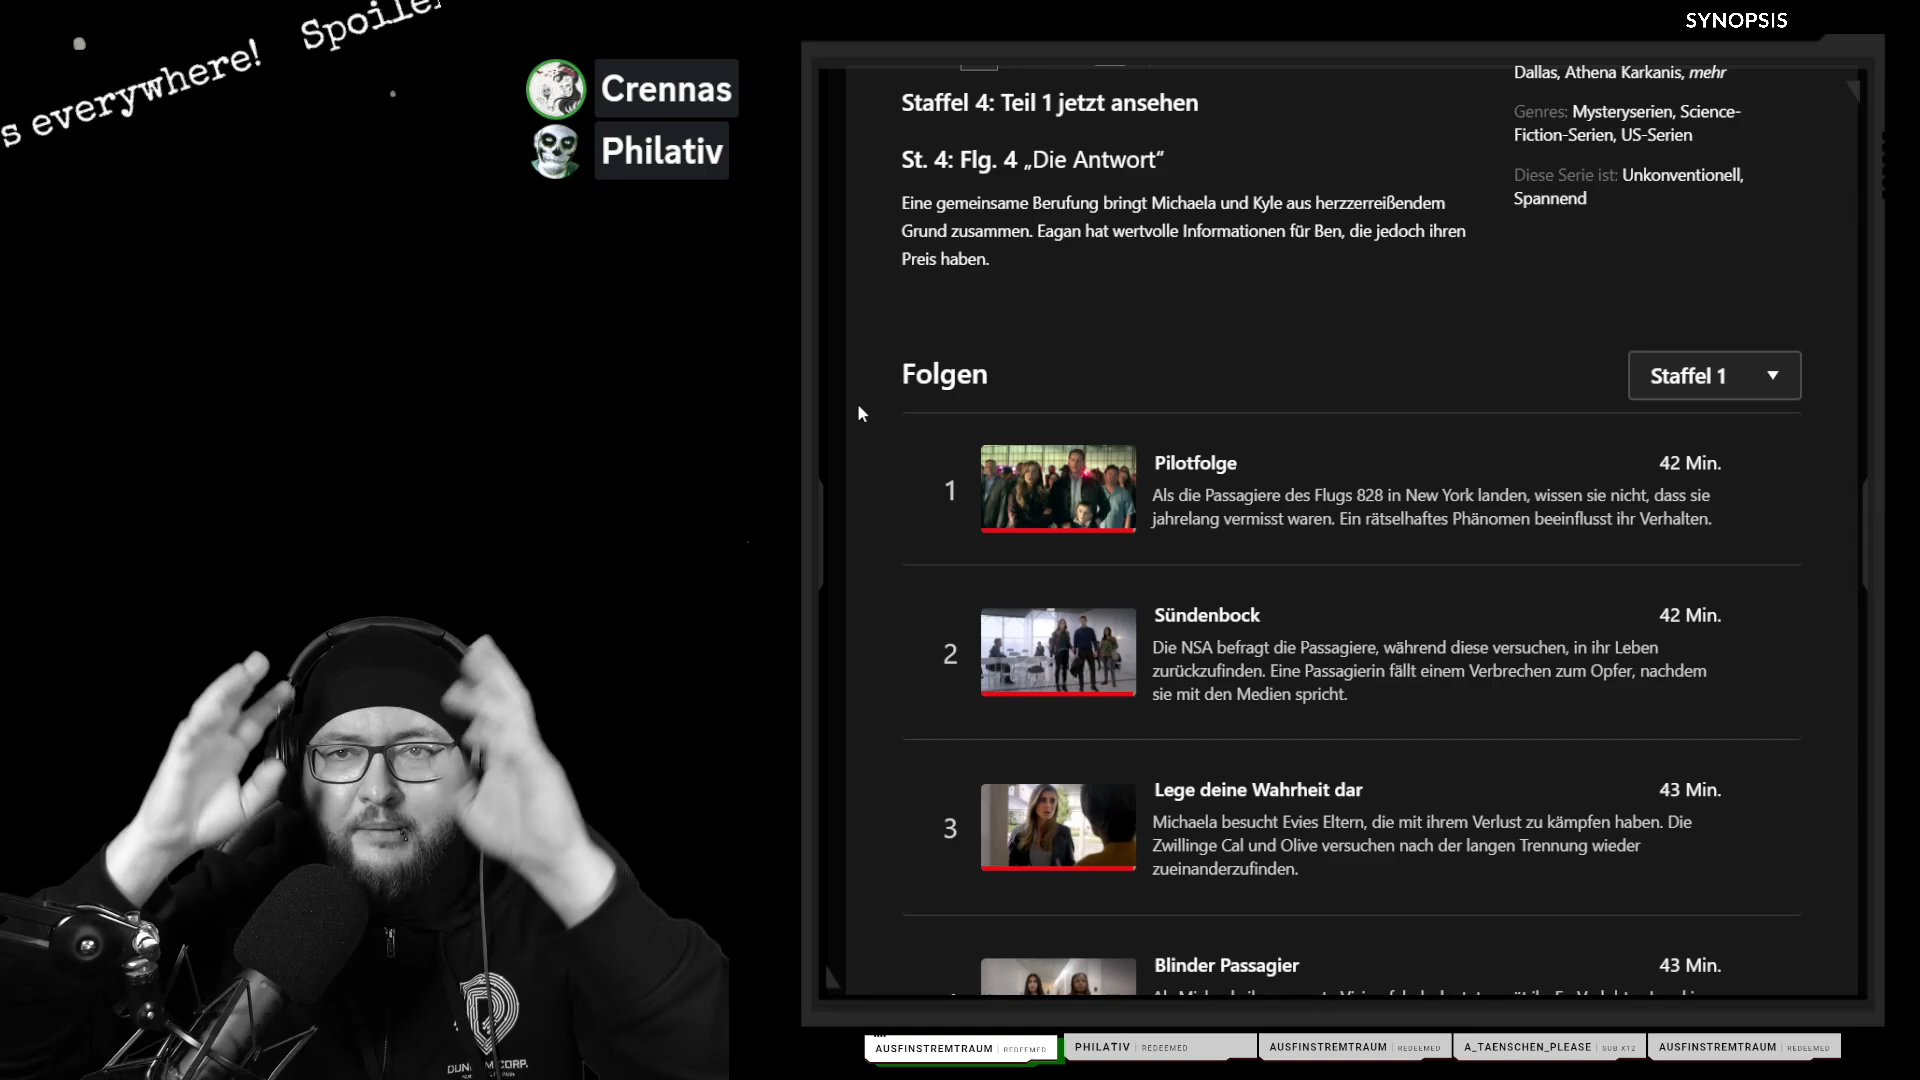 s everywhere! Spoiler
SYNOPSIS
Crennas
Philativ
Dallas, Athena Karkanis, mehr
Genres: Mysteryserien, Science-
Fiction-Serien, US-Serien
Diese Serie ist: Unkonventionell,
Spannend
Staffel 4: Teil 1 jetzt ansehen
St. 4: Flg. 4 „Die Antwort“
Eine gemeinsame Berufung bringt Michaela und Kyle aus herzzerreißendem
Grund zusammen. Eagan hat wertvolle Informationen für Ben, die jedoch ihren
Preis haben.
Folgen
Staffel 1
1
Pilotfolge
42 Min.
Als die Passagiere des Flugs 828 in New York landen, wissen sie nicht, dass sie
jahrelang vermisst waren. Ein rätselhaftes Phänomen beeinflusst ihr Verhalten.
2
Sündenbock
42 Min.
Die NSA befragt die Passagiere, während diese versuchen, in ihr Leben
zurückzufinden. Eine Passagierin fällt einem Verbrechen zum Opfer, nachdem
sie mit den Medien spricht.
3
Lege deine Wahrheit dar
43 Min.
Michaela besucht Evies Eltern, die mit ihrem Verlust zu kämpfen haben. Die
Zwillinge Cal und Olive versuchen nach der langen Trennung wieder
zueinanderzufinden.
Blinder Passagier
43 Min.
CORP.
AUSFINSTREMTRAUM | REDEEMED
PHILATIV | REDEEMED
AUSFINSTREMTRAUM | REDEEMED
A_TAENSCHEN_PLEASE | SUB X12
AUSFINSTREMTRAUM | REDEEMED